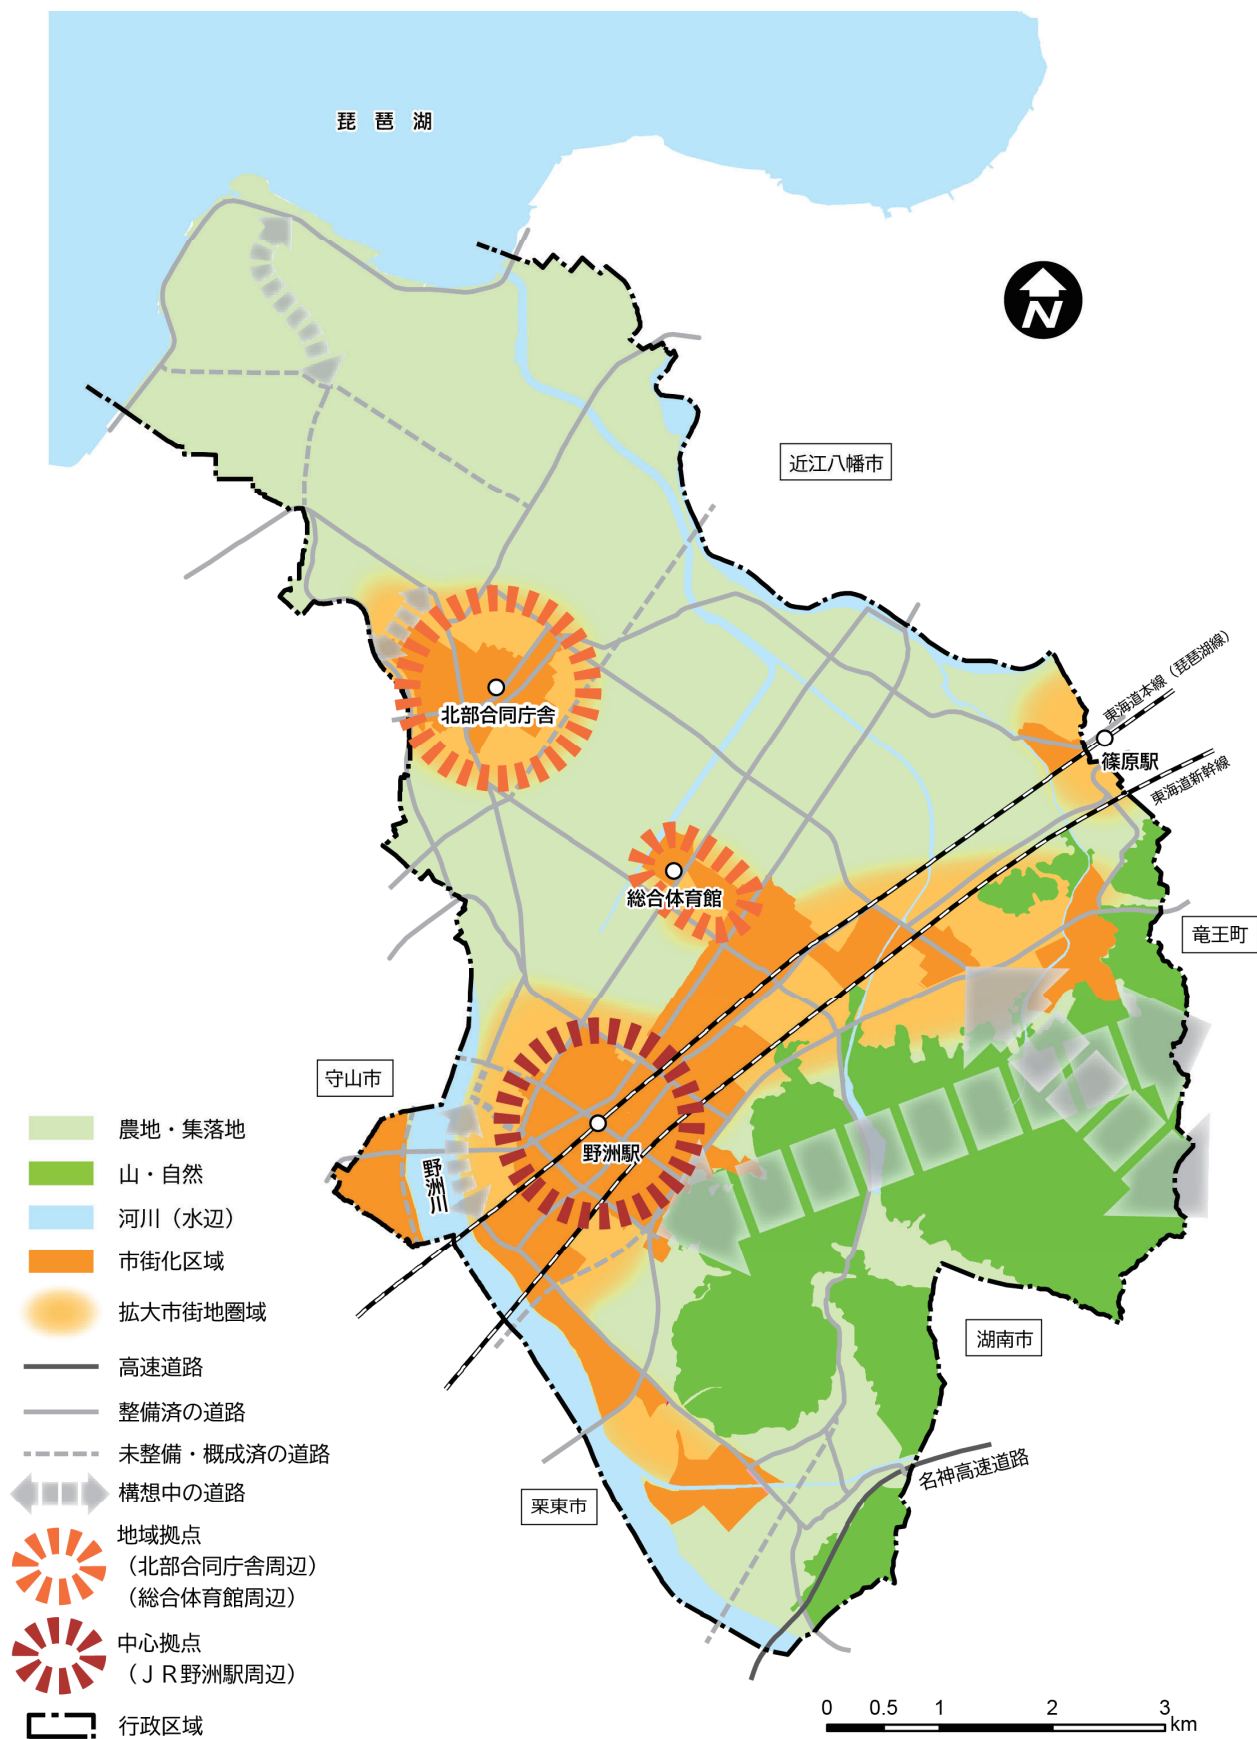 琵琶湖
N
近江八幡市
東海道本線（琵琶湖線）
篠原駅
東海道新幹線
北部合同庁舎
総合体育館
竜王町
守山市
野洲川
野洲駅
湖南市
名神高速道路
栗東市
農地・集落地
山・自然
河川（水辺）
市街化区域
拡大市街地圏域
高速道路
整備済の道路
未整備・概成済の道路
構想中の道路
地域拠点
（北部合同庁舎周辺）
（総合体育館周辺）
中心拠点
（ＪＲ野洲駅周辺）
行政区域
0 0.5 1 2 3
km